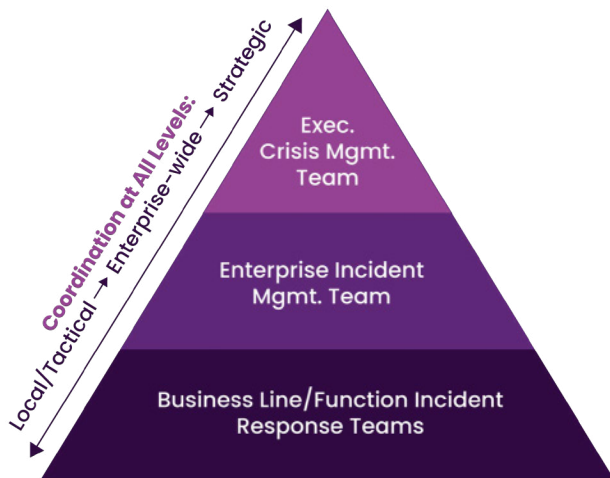 Coordination at All Levels:
Local/Tactical → Enterprise-wide → Strategic
Exec.
Crisis Mgmt.
Team
Enterprise Incident
Mgmt. Team
Business Line/Function Incident
Response Teams